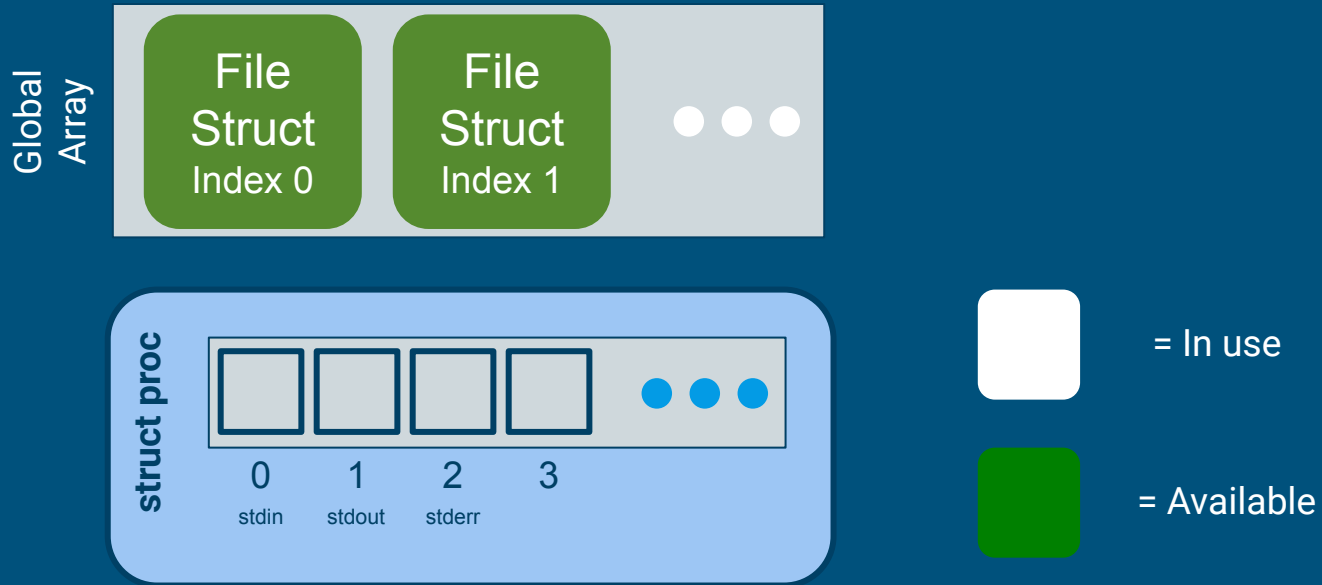 Global
Array
File
Struct
Index 0
File
Struct
Index 1
struct proc
0
1
2
3
stdin
stdout
stderr
= In use
= Available